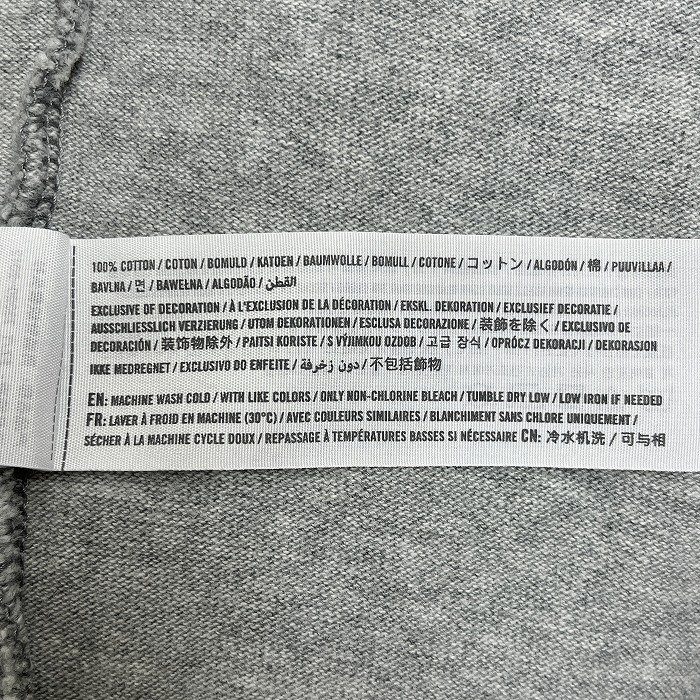 100% COTTON / COTON / BOMULD / KATOEN / BAUMWOLLE / BOMULL / COTONE / コットン / ALGODÓN / 棉 / PUUVILLAA /
BAVLNA / 면 / BAWEŁNA / ALGODÃO / القطن
EXCLUSIVE OF DECORATION / À L'EXCLUSION DE LA DÉCORATION / EKSKL. DEKORATION / EXCLUSIEF DECORATIE /
AUSSCHLIESSLICH VERZIERUNG / UTOM DEKORATIONEN / ESCLUSA DECORAZIONE / 装飾を除く / EXCLUSIVO DE
DECORACIÓN / 装饰物除外 / PAITSI KORISTE / S VÝJIMKOU OZDOB / 고급 장식 / OPRÓCZ DEKORACJI / DEKORASJON
IKKE MEDREGNET / EXCLUSIVO DO ENFEITE / دون زخرفة / 不包括飾物
EN: MACHINE WASH COLD / WITH LIKE COLORS / ONLY NON-CHLORINE BLEACH / TUMBLE DRY LOW / LOW IRON IF NEEDED
FR: LAVER À FROID EN MACHINE (30°C) / AVEC COULEURS SIMILAIRES / BLANCHIMENT SANS CHLORE UNIQUEMENT /
SÉCHER À LA MACHINE CYCLE DOUX / REPASSAGE À TEMPÉRATURES BASSES SI NÉCESSAIRE CN: 冷水机洗 / 可与相